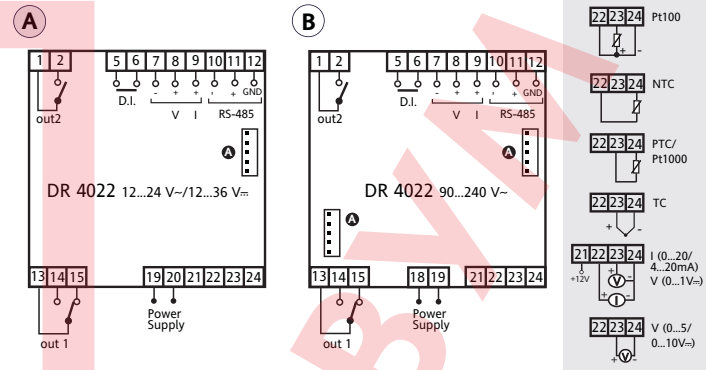 A
1 2 5 6 7 8 9 10 11 12
- + + - + GND
out2 D.I. V I RS-485
A
DR 4022 12...24 V~/12...36 V⎓
13 14 15 19 20 21 22 23 24
Power
Supply
out 1
B
1 2 5 6 7 8 9 10 11 12
- + + - + GND
out2 D.I. V I RS-485
A
DR 4022 90...240 V~
A
13 14 15 18 19 21 22 23 24
Power
Supply
out 1
22 23 24 Pt100
+ -
22 23 24 NTC
22 23 24 PTC/
Pt1000
22 23 24 TC
+ -
21 22 23 24 I (0...20/
4...20mA)
V (0...1V⎓)
+12V + V -
+ I -
22 23 24 V (0...5/
0...10V⎓)
+ V -
BYM